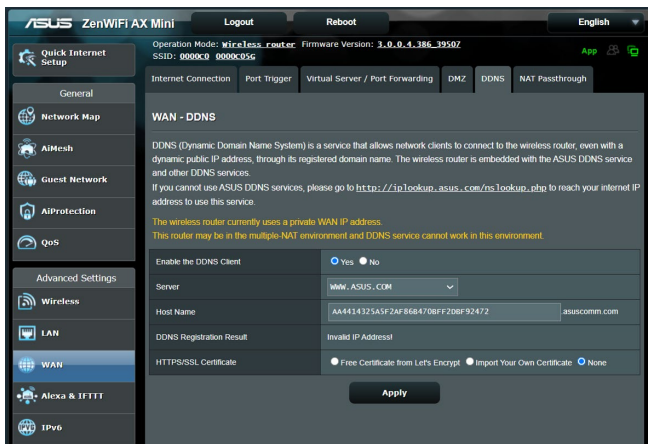 ASUS ZenWiFi AX Mini
Logout
Reboot
English
Quick Internet
Setup
General
Network Map
AiMesh
Guest Network
AiProtection
QoS
Advanced Settings
Wireless
LAN
WAN
Alexa & IFTTT
IPv6
Operation Mode: Wireless router Firmware Version: 3.0.0.4.386_39507
SSID: 0000C0 0000C05G
App
Internet Connection
Port Trigger
Virtual Server / Port Forwarding
DMZ
DDNS
NAT Passthrough
WAN - DDNS
DDNS (Dynamic Domain Name System) is a service that allows network clients to connect to the wireless router, even with a
dynamic public IP address, through its registered domain name. The wireless router is embedded with the ASUS DDNS service
and other DDNS services.
If you cannot use ASUS DDNS services, please go to http://iplookup.asus.com/nslookup.php to reach your internet IP
address to use this service.
The wireless router currently uses a private WAN IP address.
This router may be in the multiple-NAT environment and DDNS service cannot work in this environment.
Enable the DDNS Client
Yes No
Server
WWW.ASUS.COM
Host Name
AA4414325A5F2AF86B470BFF2DBF92472 .asuscomm.com
DDNS Registration Result
Invalid IP Address!
HTTPS/SSL Certificate
Free Certificate from Let's Encrypt Import Your Own Certificate None
Apply